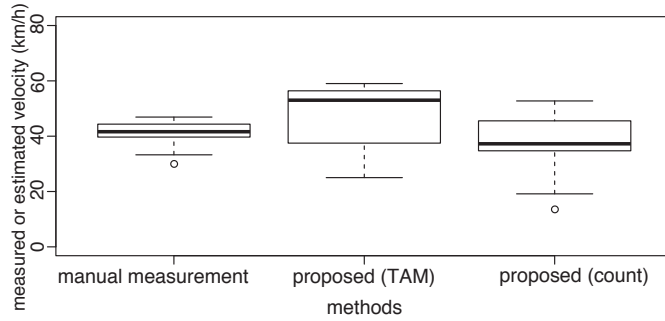 measured or estimated velocity (km/h)
80
60
40
20
0
manual measurement
proposed (TAM)
proposed (count)
methods